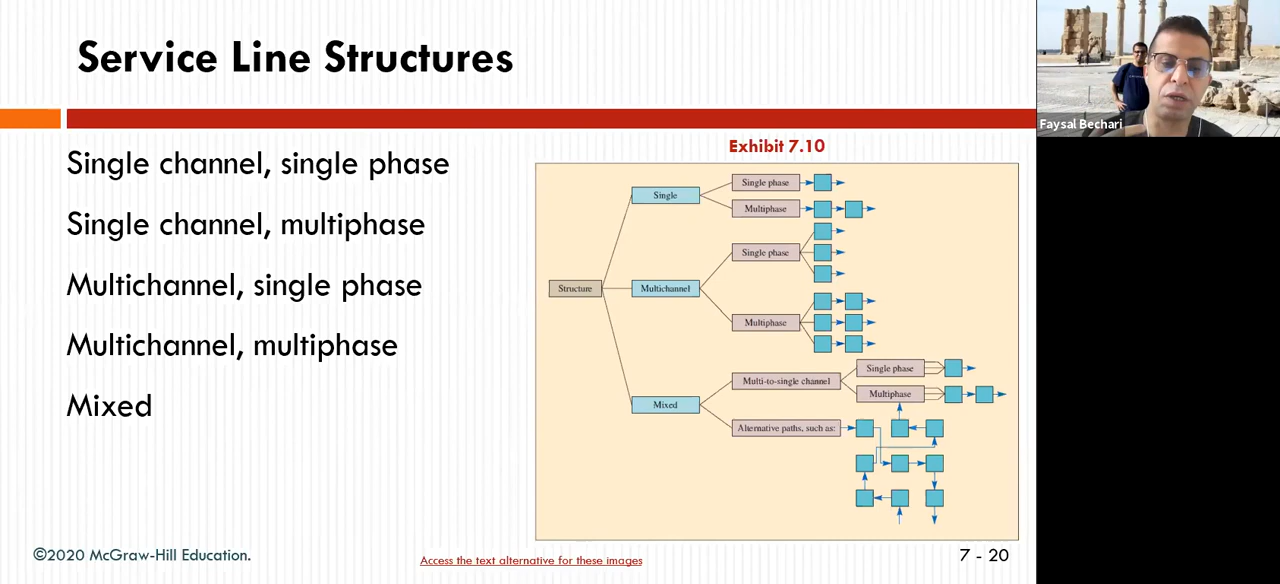 Service Line Structures
Faysal Bechari
Single channel, single phase
Single channel, multiphase
Multichannel, single phase
Multichannel, multiphase
Mixed
Exhibit 7.10
Structure
Single
Single phase
Multiphase
Multichannel
Single phase
Multiphase
Mixed
Multi-to-single channel
Single phase
Multiphase
Alternative paths, such as:
©2020 McGraw-Hill Education.
Access the text alternative for these images
7 - 20